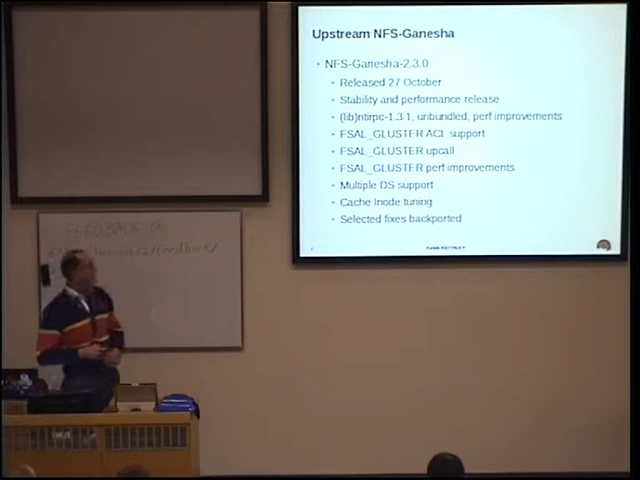 Upstream NFS-Ganesha
NFS-Ganesha-2.3.0
Released 27 October
Stability and performance release
(lib)ntirpc-1.3.1, unbundled, perf improvements
FSAL_GLUSTER ACL support
FSAL_GLUSTER upcall
FSAL_GLUSTER perf improvements
Multiple DS support
Cache Inode tuning
Selected fixes backported
FEEDBACK @
/feedback/